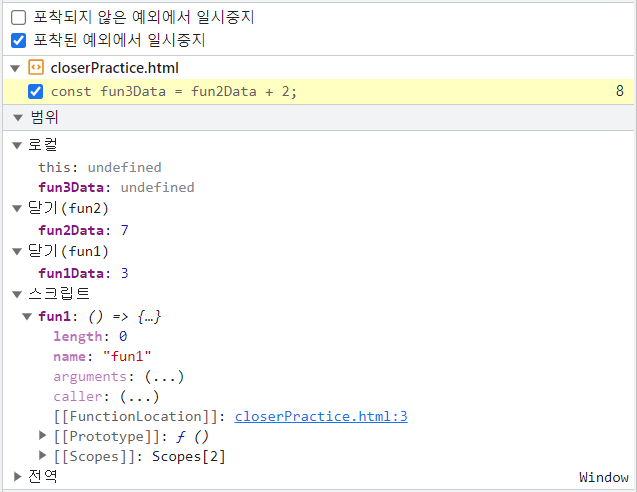 포착되지 않은 예외에서 일시중지
포착된 예외에서 일시중지
closerPractice.html
const fun3Data = fun2Data + 2; 8
범위
로컬
this: undefined
fun3Data: undefined
닫기(fun2)
fun2Data: 7
닫기(fun1)
fun1Data: 3
스크립트
fun1: () => {…}
length: 0
name: "fun1"
arguments: (...)
caller: (...)
[[FunctionLocation]]: closerPractice.html:3
[[Prototype]]: ƒ ()
[[Scopes]]: Scopes[2]
전역 Window